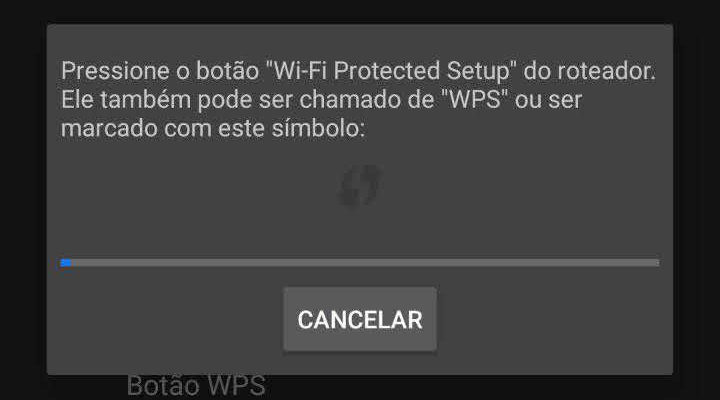 Pressione o botão "Wi-Fi Protected Setup" do roteador.
Ele também pode ser chamado de "WPS" ou ser
marcado com este símbolo:
CANCELAR
Botão WPS